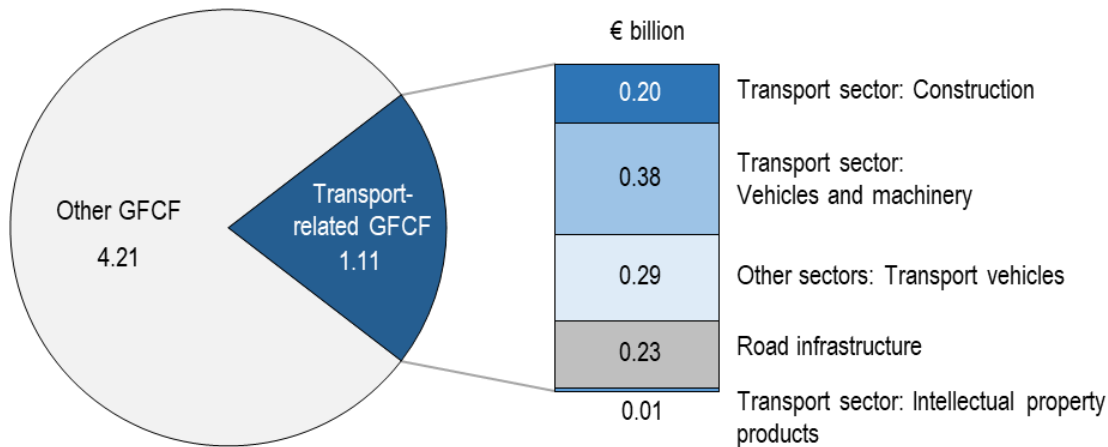 € billion
0.20
Transport sector: Construction
0.38
Transport sector:
Vehicles and machinery
Other GFCF
4.21
Transport-
related GFCF
1.11
0.29
Other sectors: Transport vehicles
0.23
Road infrastructure
0.01
Transport sector: Intellectual property
products